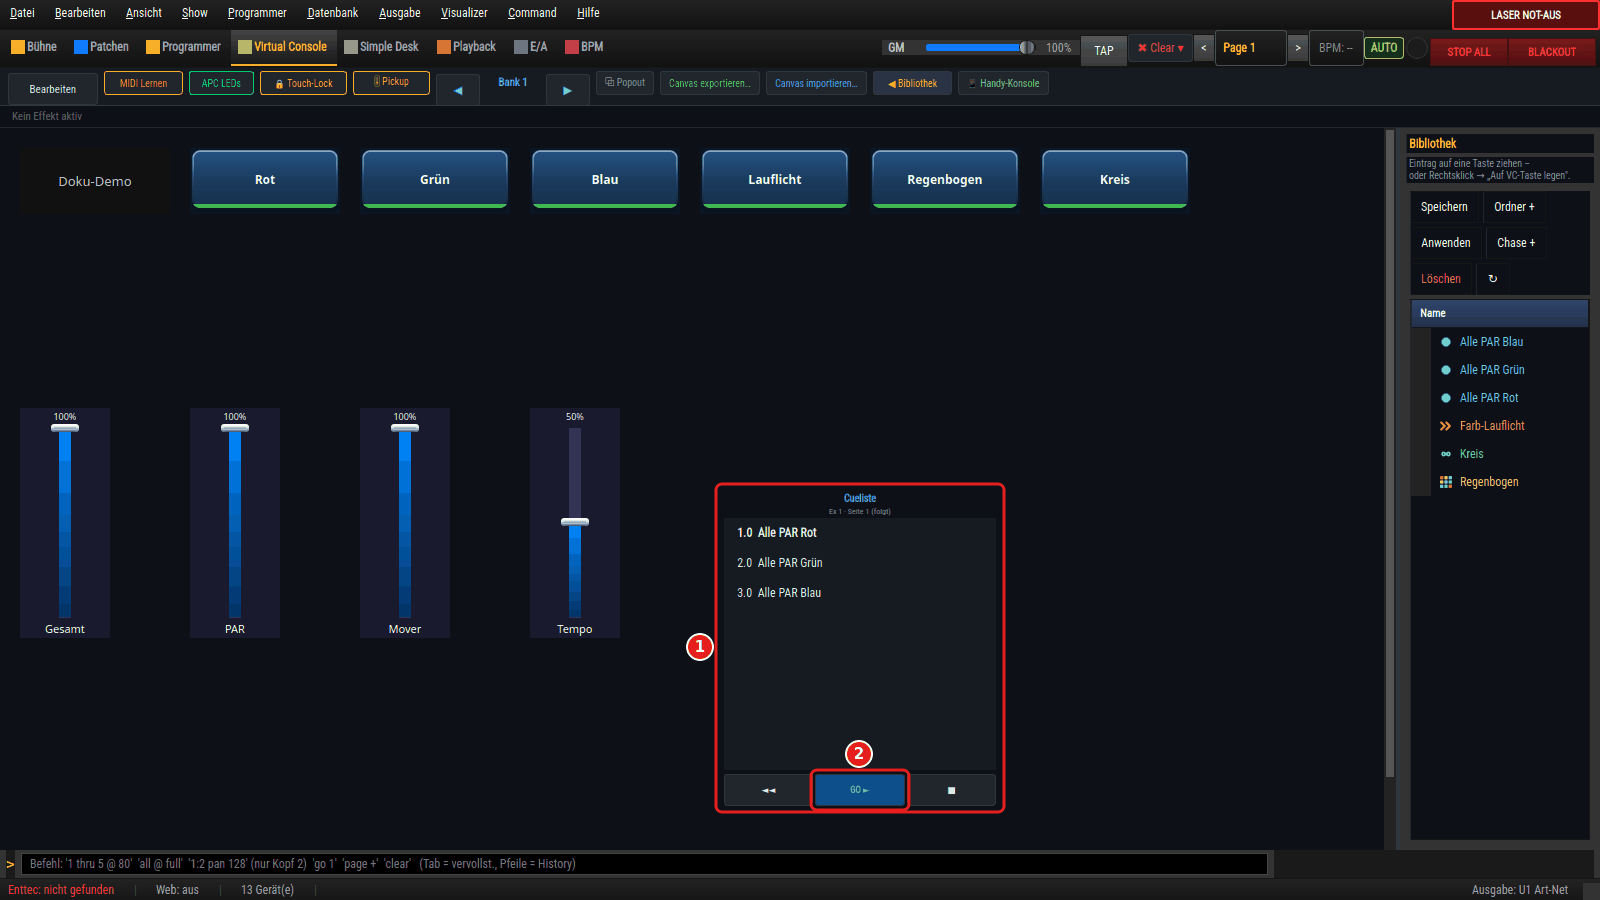 Datei Bearbeiten Ansicht Show Programmer Datenbank Ausgabe Visualizer Command Hilfe
LASER NOT-AUS
Bühne Patchen Programmer Virtual Console Simple Desk Playback E/A BPM
GM 100% TAP ✖ Clear ▾ < Page 1 > BPM: -- AUTO STOP ALL BLACKOUT
Bearbeiten MIDI Lernen APC LEDs Touch-Lock Pickup ◀ Bank 1 ▶ Popout Canvas exportieren... Canvas importieren... ◀ Bibliothek Handy-Konsole
Kein Effekt aktiv
Doku-Demo Rot Grün Blau Lauflicht Regenbogen Kreis
Bibliothek
Eintrag auf eine Taste ziehen –
oder Rechtsklick → „Auf VC-Taste legen".
Speichern Ordner +
Anwenden Chase +
Löschen ↻
Name
Alle PAR Blau
Alle PAR Grün
Alle PAR Rot
Farb-Lauflicht
Kreis
Regenbogen
100% 100% 100% 50%
Gesamt PAR Mover Tempo
Cueliste
Ex 1 · Seite 1 (folgt)
1.0 Alle PAR Rot
2.0 Alle PAR Grün
3.0 Alle PAR Blau
1
2
◄◄ GO ► ■
> Befehl: '1 thru 5 @ 80' 'all @ full' '1:2 pan 128' (nur Kopf 2) 'go 1' 'page +' 'clear' (Tab = vervollst., Pfeile = History)
Enttec: nicht gefunden Web: aus 13 Gerät(e) Ausgabe: U1 Art-Net